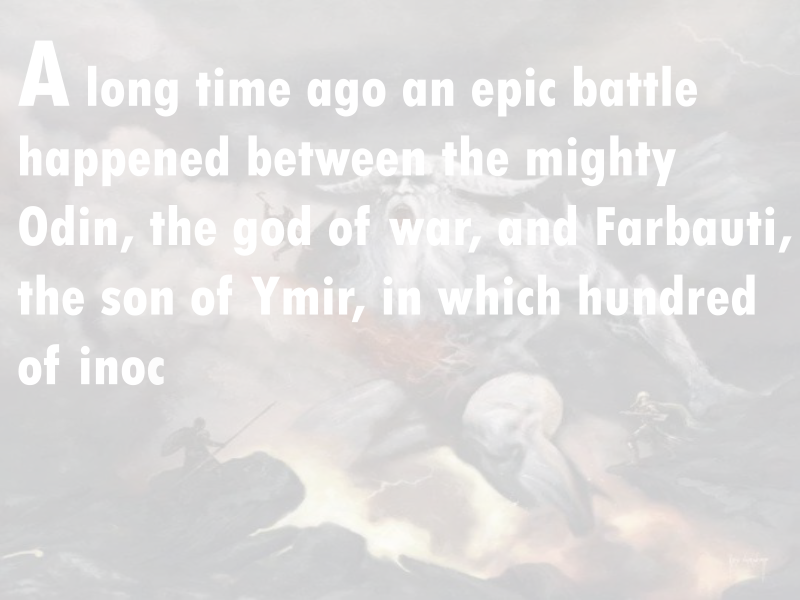 A long time ago an epic battle
happened between the mighty
Odin, the god of war, and Farbauti,
the son of Ymir, in which hundred
of inoc